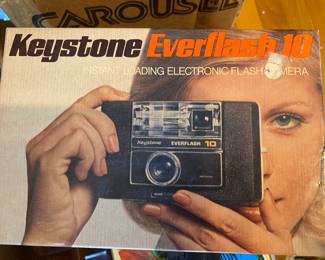 CAROUSEL
Keystone Everflash 10
INSTANT LOADING ELECTRONIC FLASH CAMERA
Keystone EVERFLASH 10